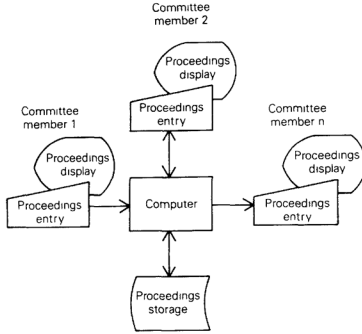 Committee
member 2
Proceedings
display
Proceedings
entry
Committee
member 1
Proceedings
display
Proceedings
entry
Computer
Committee
member n
Proceedings
display
Proceedings
entry
Proceedings
storage